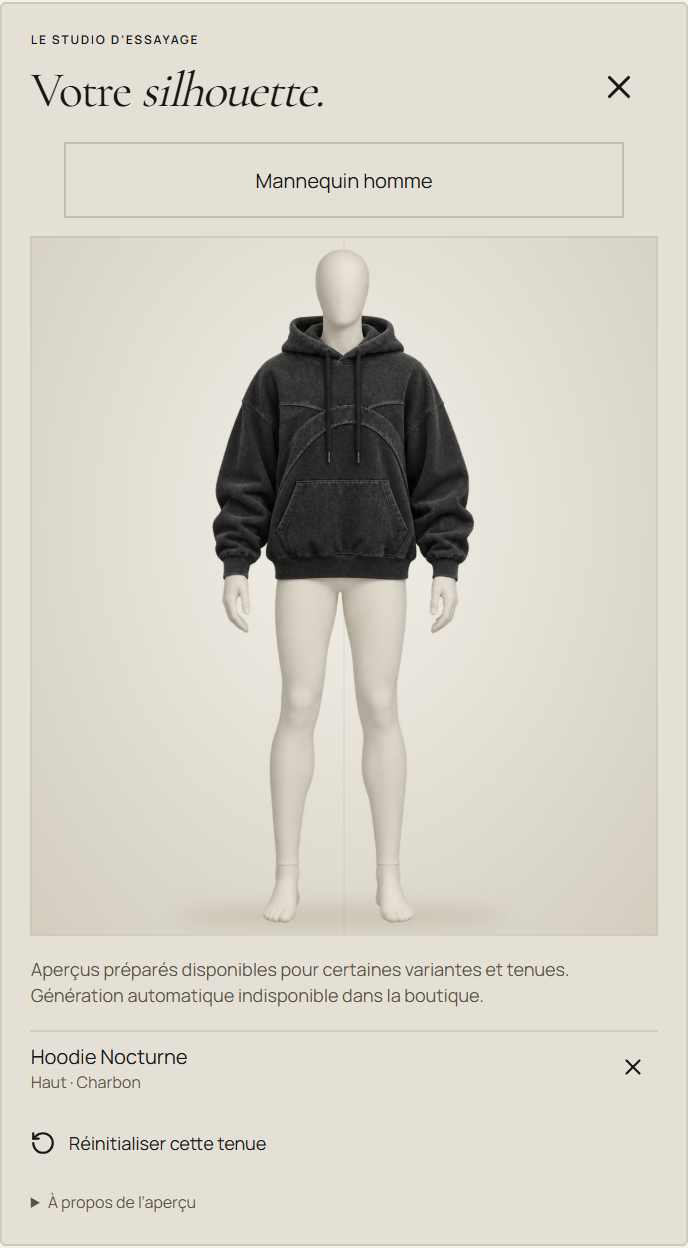 LE STUDIO D'ESSAYAGE
Votre silhouette.
Mannequin homme
Aperçus préparés disponibles pour certaines variantes et tenues.
Génération automatique indisponible dans la boutique.
Hoodie Nocturne
Haut · Charbon
Réinitialiser cette tenue
À propos de l'aperçu